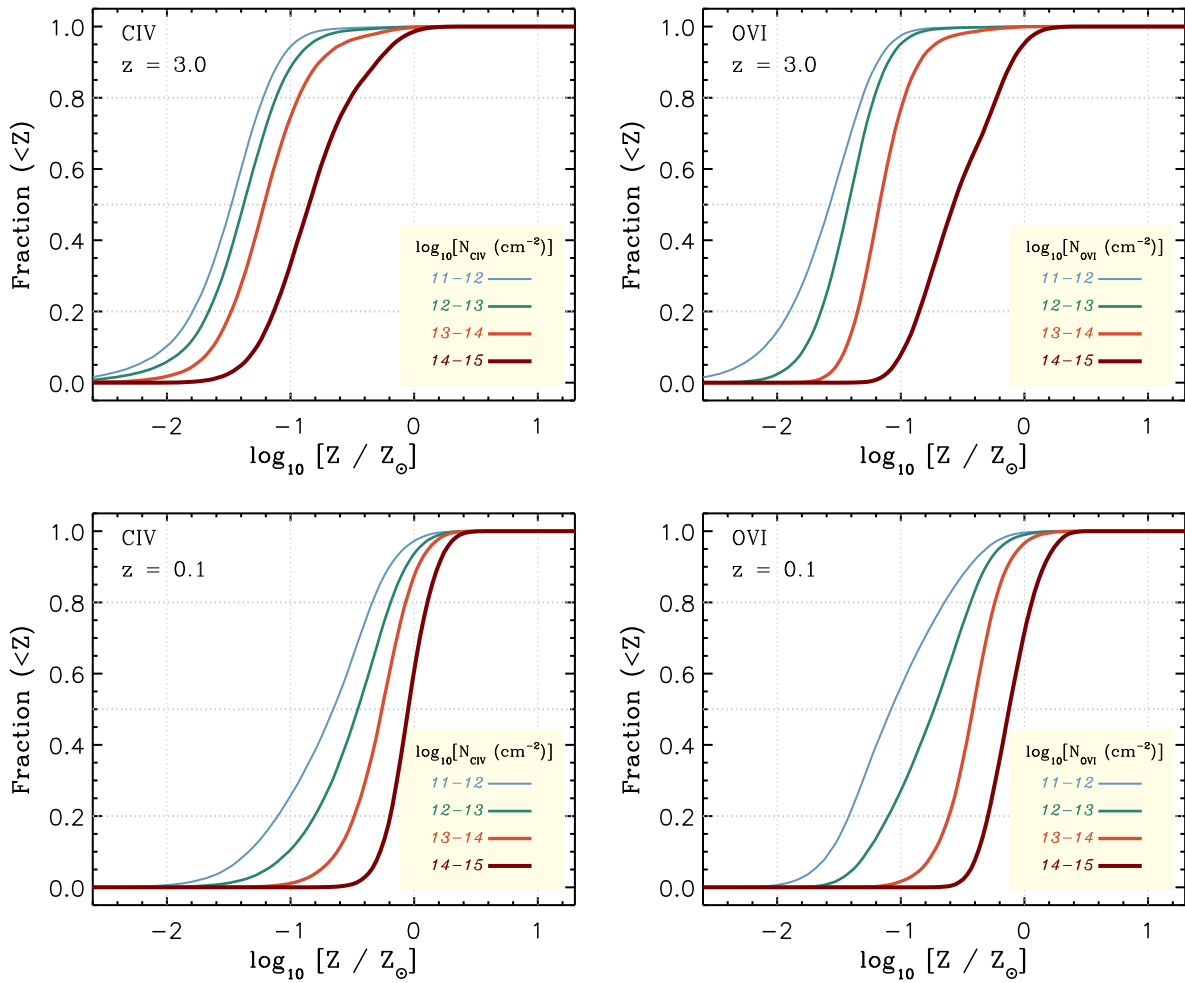 CIV
z = 3.0
Fraction (<Z)
1.0
0.8
0.6
0.4
0.2
0.0
log₁₀[N_CIV (cm⁻²)]
11−12
12−13
13−14
14−15
−2 −1 0 1
log₁₀ [Z / Z☉]
OVI
z = 3.0
Fraction (<Z)
1.0
0.8
0.6
0.4
0.2
0.0
log₁₀[N_OVI (cm⁻²)]
11−12
12−13
13−14
14−15
−2 −1 0 1
log₁₀ [Z / Z☉]
CIV
z = 0.1
Fraction (<Z)
1.0
0.8
0.6
0.4
0.2
0.0
log₁₀[N_CIV (cm⁻²)]
11−12
12−13
13−14
14−15
−2 −1 0 1
log₁₀ [Z / Z☉]
OVI
z = 0.1
Fraction (<Z)
1.0
0.8
0.6
0.4
0.2
0.0
log₁₀[N_OVI (cm⁻²)]
11−12
12−13
13−14
14−15
−2 −1 0 1
log₁₀ [Z / Z☉]